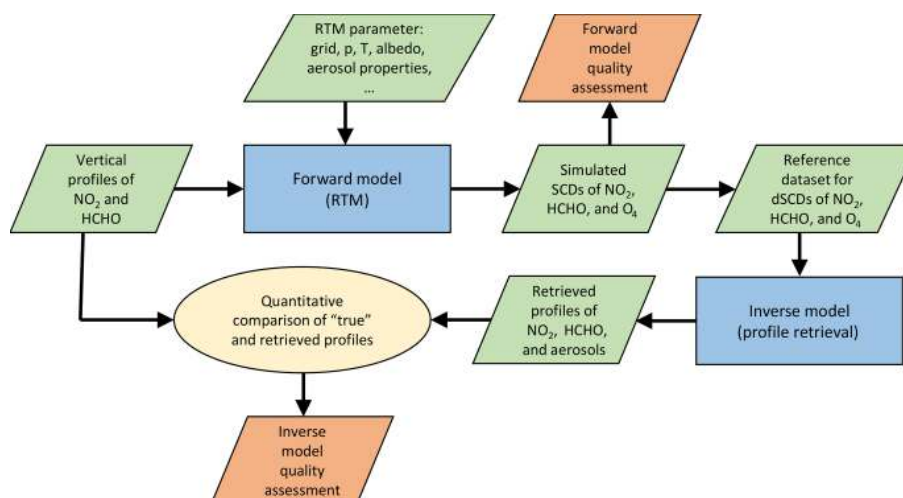 RTM parameter:
grid, p, T, albedo,
aerosol properties,
...
Forward
model
quality
assessment
Vertical
profiles of
NO₂ and
HCHO
Forward model
(RTM)
Simulated
SCDs of NO₂,
HCHO, and O₄
Reference
dataset for
dSCDs of NO₂,
HCHO, and O₄
Quantitative
comparison of “true”
and retrieved profiles
Retrieved
profiles of
NO₂, HCHO,
and aerosols
Inverse model
(profile retrieval)
Inverse
model
quality
assessment